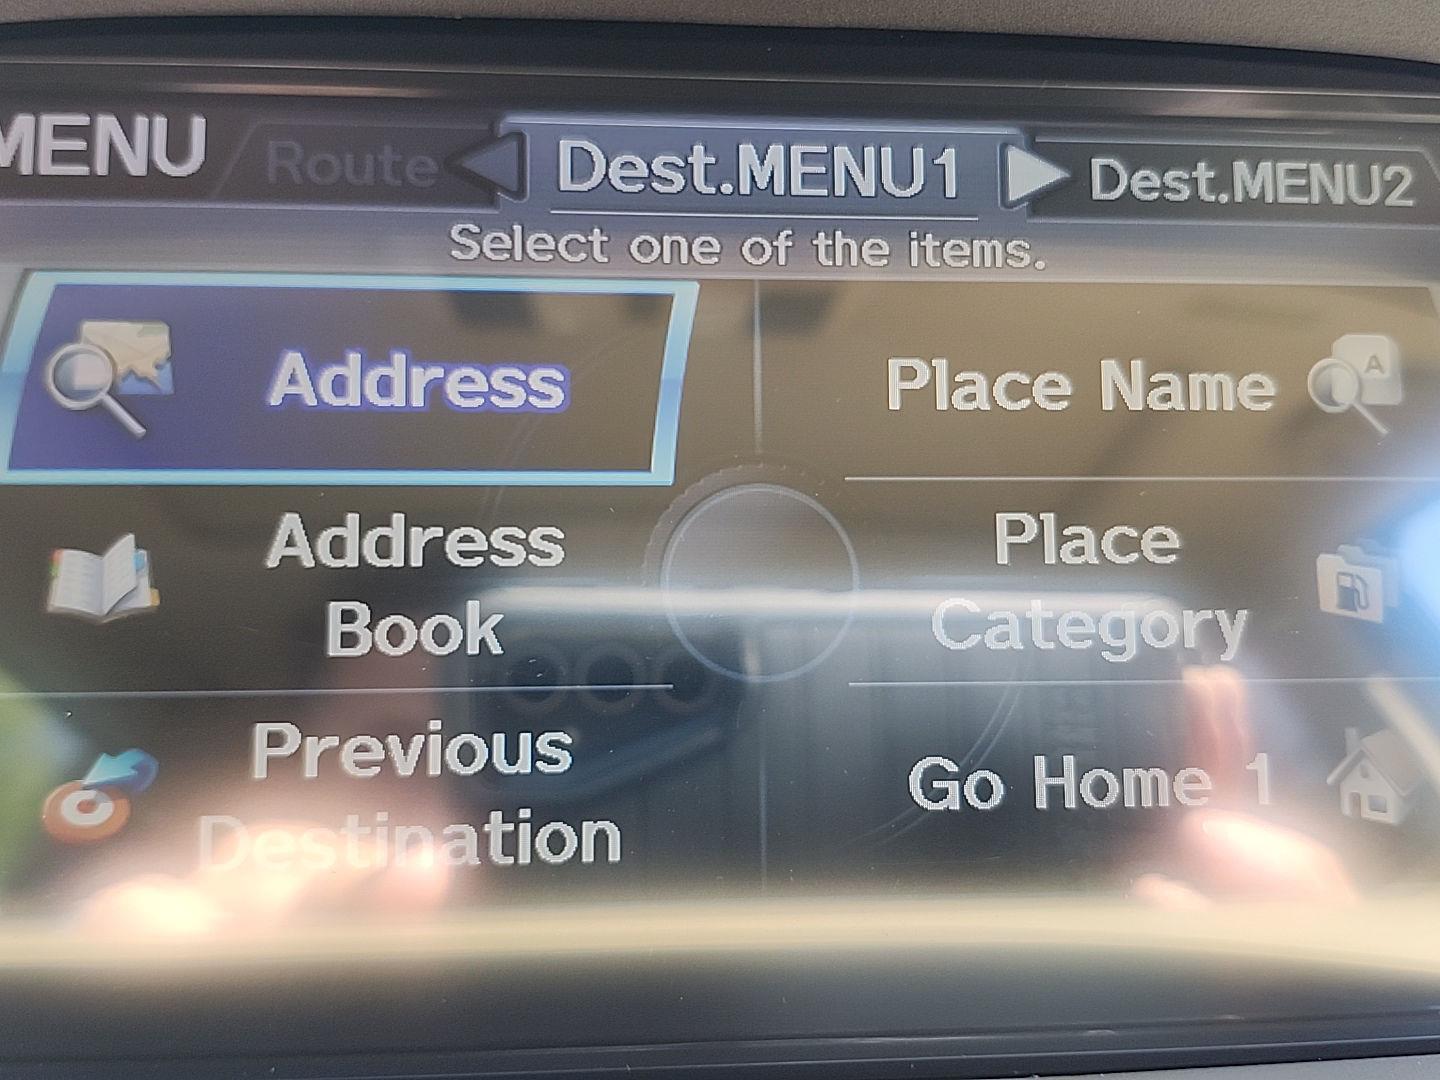 MENU
Route
Dest.MENU1
Dest.MENU2
Select one of the items.
Address
Place Name
A
Address
Book
Place
Category
Previous
Destination
Go Home 1